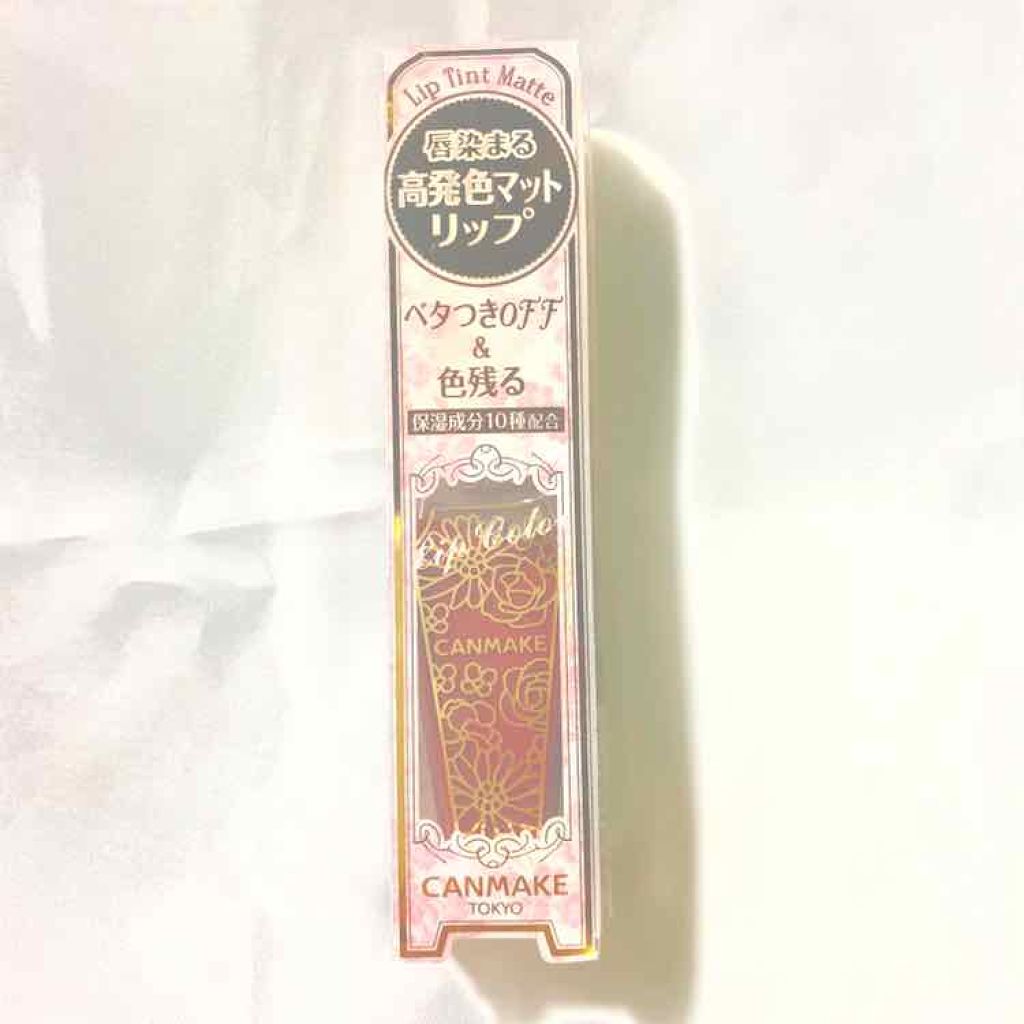 Lip Tint Matte
唇染まる
高発色マット
リップ
ベタつきOFF
&
色残る
保湿成分10種配合
Lip Colo
CANMAKE
CANMAKE
TOKYO